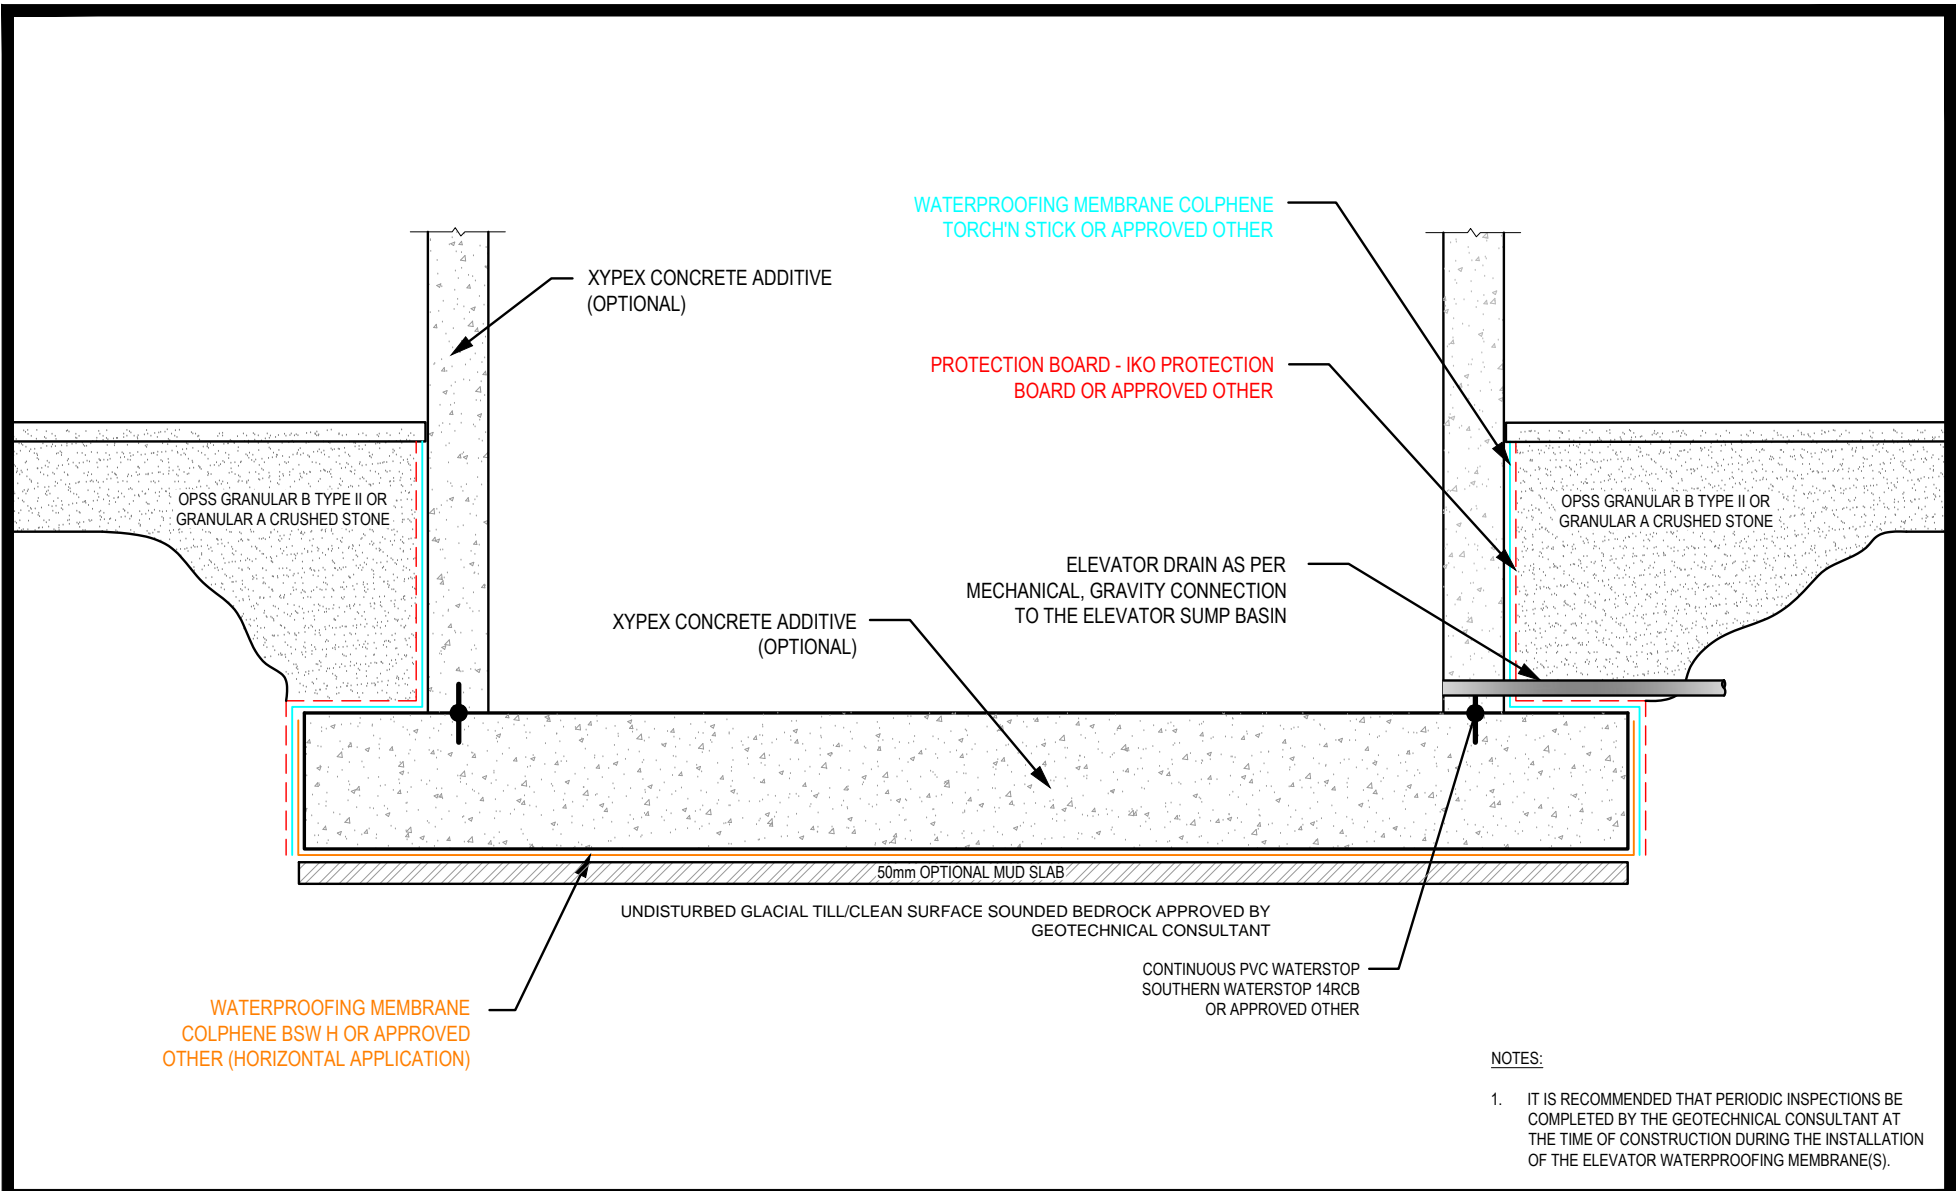 WATERPROOFING MEMBRANE COLPHENE
TORCH'N STICK OR APPROVED OTHER
XYPEX CONCRETE ADDITIVE
(OPTIONAL)
PROTECTION BOARD - IKO PROTECTION
BOARD OR APPROVED OTHER
OPSS GRANULAR B TYPE II OR
GRANULAR A CRUSHED STONE
OPSS GRANULAR B TYPE II OR
GRANULAR A CRUSHED STONE
ELEVATOR DRAIN AS PER
MECHANICAL, GRAVITY CONNECTION
TO THE ELEVATOR SUMP BASIN
XYPEX CONCRETE ADDITIVE
(OPTIONAL)
50mm OPTIONAL MUD SLAB
UNDISTURBED GLACIAL TILL/CLEAN SURFACE SOUNDED BEDROCK APPROVED BY
GEOTECHNICAL CONSULTANT
CONTINUOUS PVC WATERSTOP
SOUTHERN WATERSTOP 14RCB
OR APPROVED OTHER
WATERPROOFING MEMBRANE
COLPHENE BSW H OR APPROVED
OTHER (HORIZONTAL APPLICATION)
NOTES:
1. IT IS RECOMMENDED THAT PERIODIC INSPECTIONS BE
COMPLETED BY THE GEOTECHNICAL CONSULTANT AT
THE TIME OF CONSTRUCTION DURING THE INSTALLATION
OF THE ELEVATOR WATERPROOFING MEMBRANE(S).